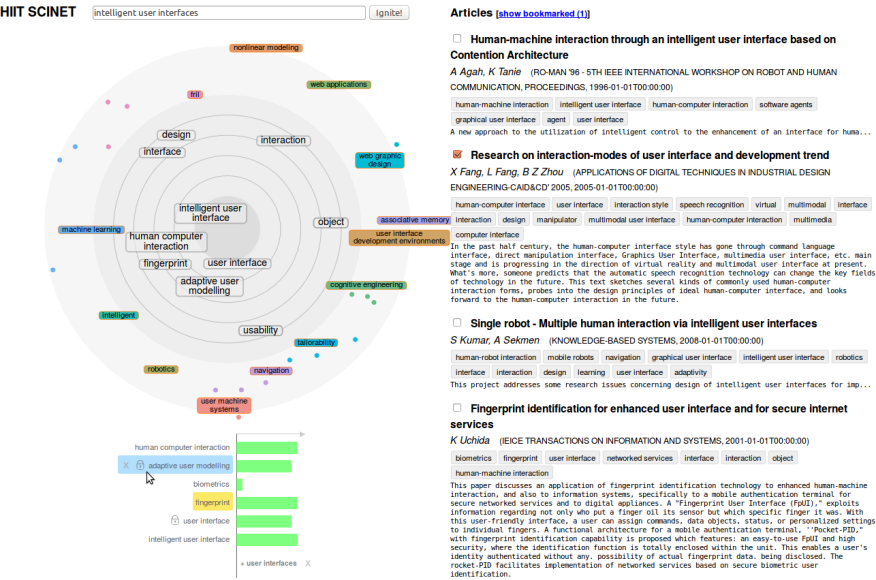 HIIT SCINET
intelligent user interfaces
Ignite!
nonlinear modeling
web applications
fril
design
interaction
interface
web graphic
design
intelligent user
interface
associative memory
object
machine learning
user interface
development environments
human computer
interaction
fingerprint
user interface
adaptive user
modelling
cognitive engineering
intelligent
usability
tailorability
robotics
navigation
user machine
systems
human computer interaction
X adaptive user modelling
biometrics
fingerprint
user interface
intelligent user interface
• user interfaces X
Articles [show bookmarked (1)]
Human-machine interaction through an intelligent user interface based on
Contention Architecture
A Agah, K Tanie (RO-MAN '96 - 5TH IEEE INTERNATIONAL WORKSHOP ON ROBOT AND HUMAN
COMMUNICATION, PROCEEDINGS, 1996-01-01T00:00:00)
human-machine interaction intelligent user interface human-computer interaction software agents
graphical user interface agent user interface
A new approach to the utilization of intelligent control to the enhancement of an interface for huma...
Research on interaction-modes of user interface and development trend
X Fang, L Fang, B Z Zhou (APPLICATIONS OF DIGITAL TECHNIQUES IN INDUSTRIAL DESIGN
ENGINEERING-CAID&CD' 2005, 2005-01-01T00:00:00)
human-computer interface user interface interaction style speech recognition virtual multimodal interface
interaction design manipulator multimodal user interface human-computer interaction multimedia
computer interface
In the past half century, the human-computer interface style has gone through command language
interface, direct manipulation interface, Graphics User Interface, multimedia user interface, etc. main
stage and is progressing in the direction of virtual reality and multimodal user interface at present.
What's more, someone predicts that the automatic speech recognition technology can change the key fields
of technology in the future. This text sketches several kinds of commonly used human-computer
interaction forms, probes into the design principles of ideal human-computer interface, and looks
forward to the human-computer interaction in the future.
Single robot - Multiple human interaction via intelligent user interfaces
S Kumar, A Sekmen (KNOWLEDGE-BASED SYSTEMS, 2008-01-01T00:00:00)
human-robot interaction mobile robots navigation graphical user interface intelligent user interface robotics
interface interaction design learning user interface adaptivity
This project addresses some research issues concerning design of intelligent user interfaces for imp...
Fingerprint identification for enhanced user interface and for secure internet
services
K Uchida (IEICE TRANSACTIONS ON INFORMATION AND SYSTEMS, 2001-01-01T00:00:00)
biometrics fingerprint user interface networked services interface interaction object
human-machine interaction
This paper discusses an application of fingerprint identification technology to enhanced human-machine
interaction, and also to information systems, specifically to a mobile authentication terminal for
secure networked services and to digital appliances. A "Fingerprint User Interface (FpUI)," exploits
information regarding not only who put a finger oil its sensor but which specific finger it was. With
this user-friendly interface, a user can assign commands, data objects, status, or personalized settings
to individual fingers. A functional architecture for a mobile authentication terminal, ''Pocket-PID,"
with fingerprint identification capability is proposed which features: an easy-to-use FpUI and high
security, where the identification function is totally enclosed within the unit. This enables a user's
identity authenticated without any. possibility of actual fingerprint data. being disclosed. The
rocket-PID facilitates implementation of networked services based on secure biometric user
identification.